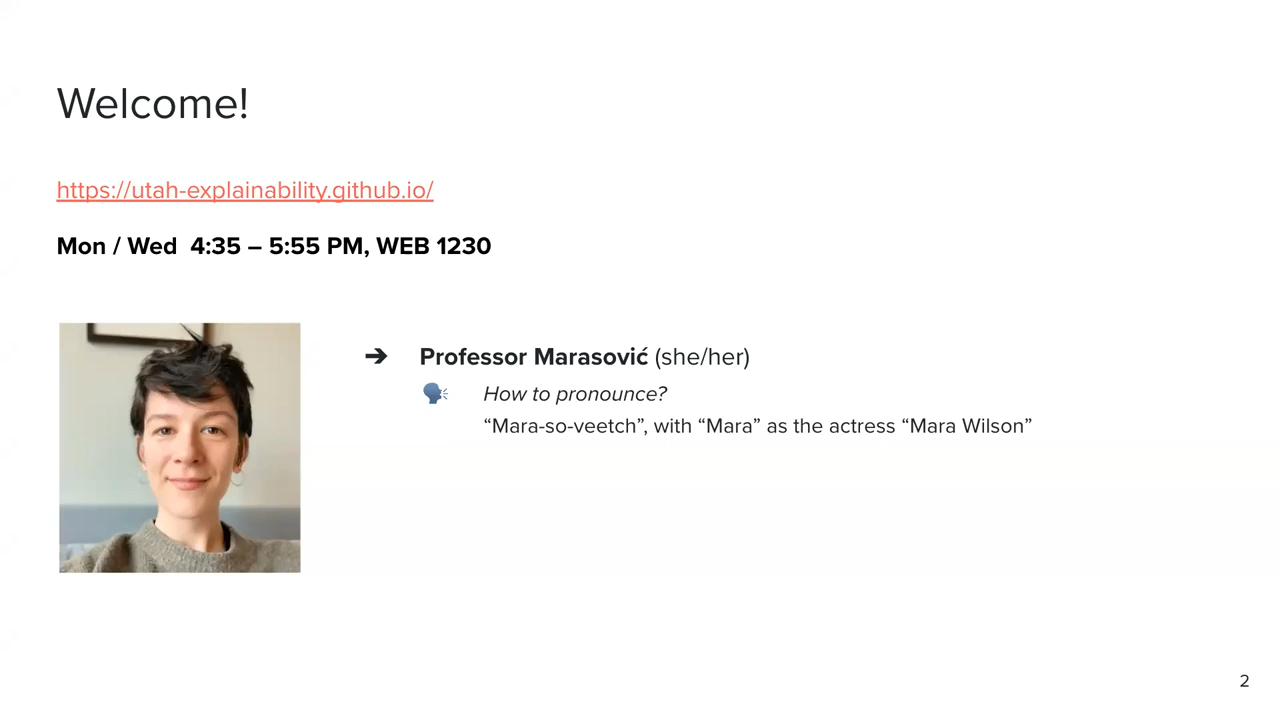 Welcome!
https://utah-explainability.github.io/
Mon / Wed  4:35 – 5:55 PM, WEB 1230
➔ Professor Marasović (she/her)
🗣 How to pronounce?
“Mara-so-veetch”, with “Mara” as the actress “Mara Wilson”
2